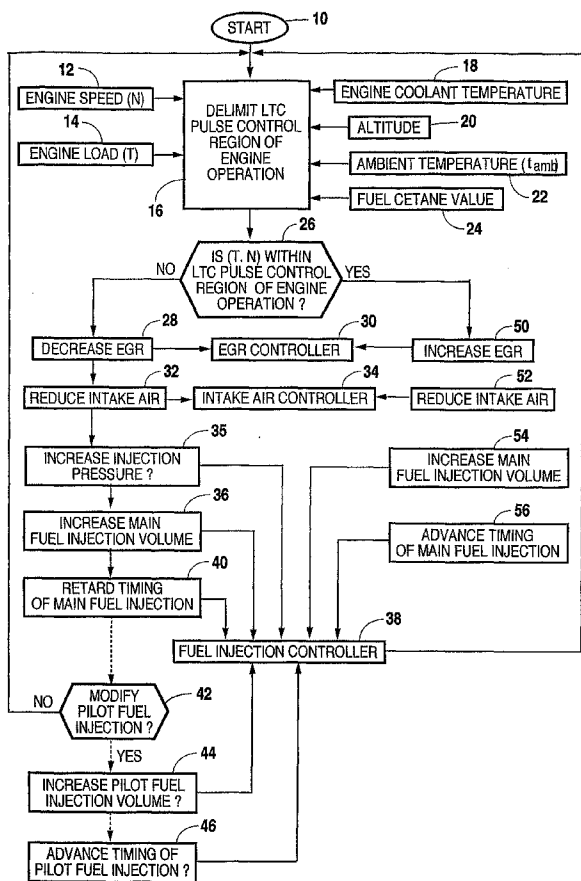 START
10
12
ENGINE SPEED (N)
14
ENGINE LOAD (T)
16
DELIMIT LTC
PULSE CONTROL
REGION OF
ENGINE
OPERATION
18
ENGINE COOLANT TEMPERATURE
ALTITUDE
20
AMBIENT TEMPERATURE (tamb)
22
FUEL CETANE VALUE
24
26
IS (T, N) WITHIN
LTC PULSE CONTROL
REGION OF ENGINE
OPERATION ?
NO
YES
28
DECREASE EGR
30
EGR CONTROLLER
50
INCREASE EGR
32
REDUCE INTAKE AIR
34
INTAKE AIR CONTROLLER
52
REDUCE INTAKE AIR
35
INCREASE INJECTION
PRESSURE ?
54
INCREASE MAIN
FUEL INJECTION VOLUME
36
INCREASE MAIN
FUEL INJECTION VOLUME
56
ADVANCE TIMING
OF MAIN FUEL INJECTION
40
RETARD TIMING
OF MAIN FUEL INJECTION
38
FUEL INJECTION CONTROLLER
NO
MODIFY
PILOT FUEL
INJECTION ?
42
YES
44
INCREASE PILOT FUEL
INJECTION VOLUME ?
46
ADVANCE TIMING OF
PILOT FUEL INJECTION ?